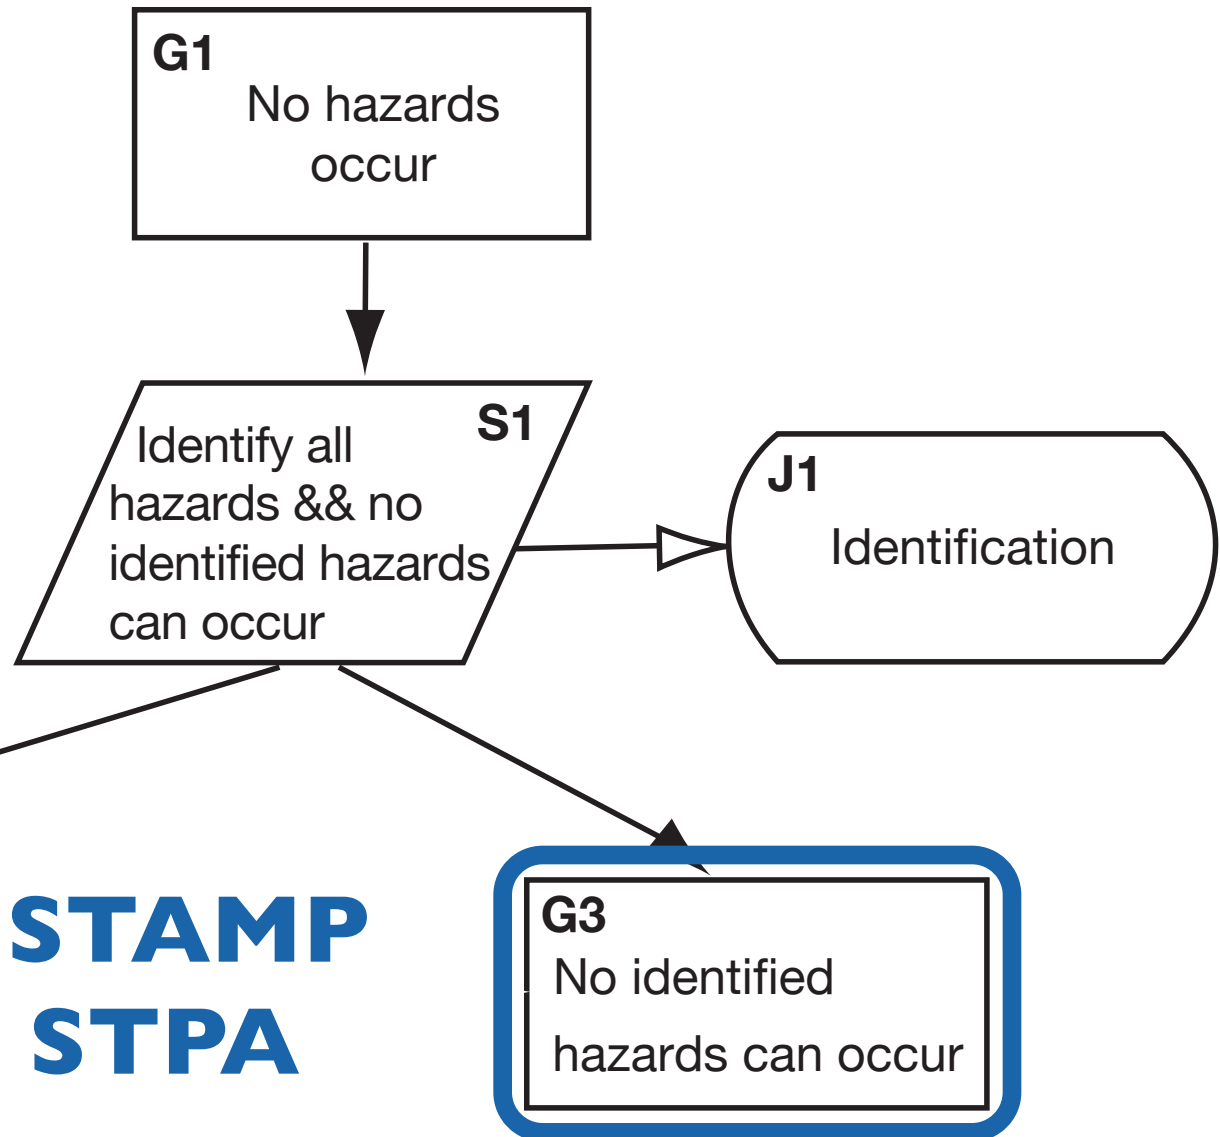 G1
No hazards
occur
S1
Identify all
hazards && no
identified hazards
can occur
J1
Identification
STAMP
STPA
G3
No identified
hazards can occur